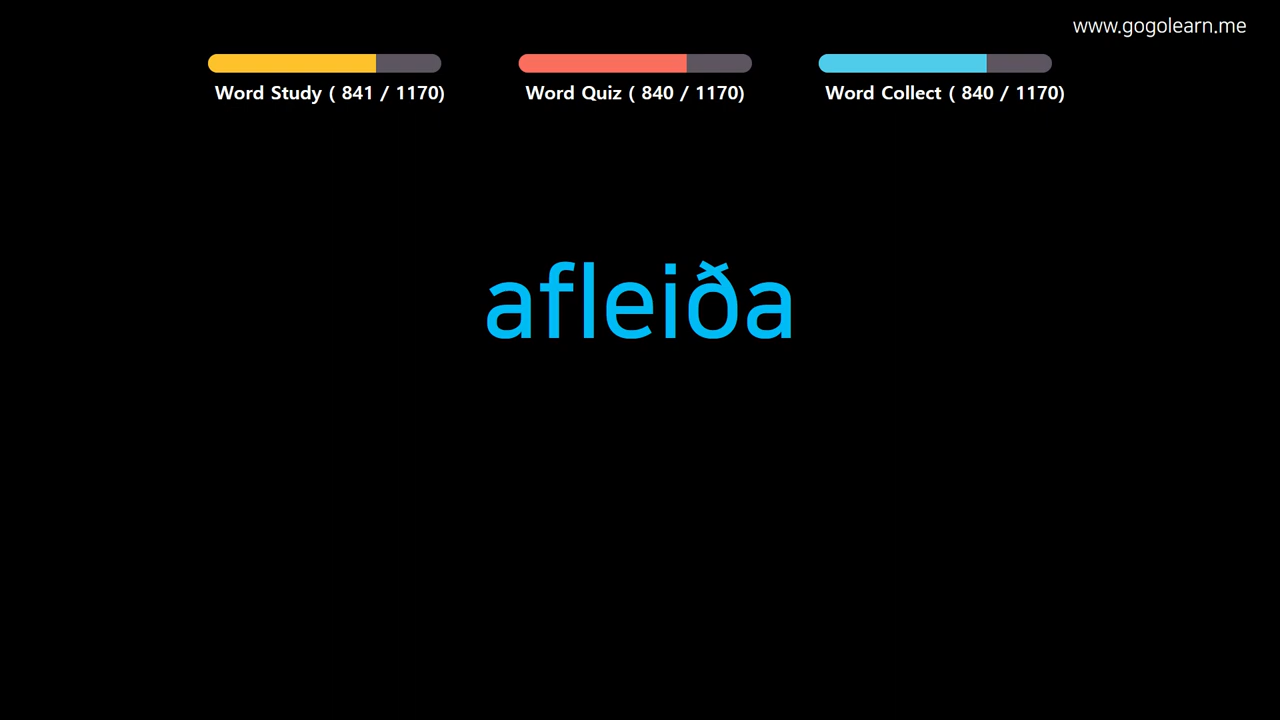 www.gogolearn.me
Word Study ( 841 / 1170)
Word Quiz ( 840 / 1170)
Word Collect ( 840 / 1170)
afleiða